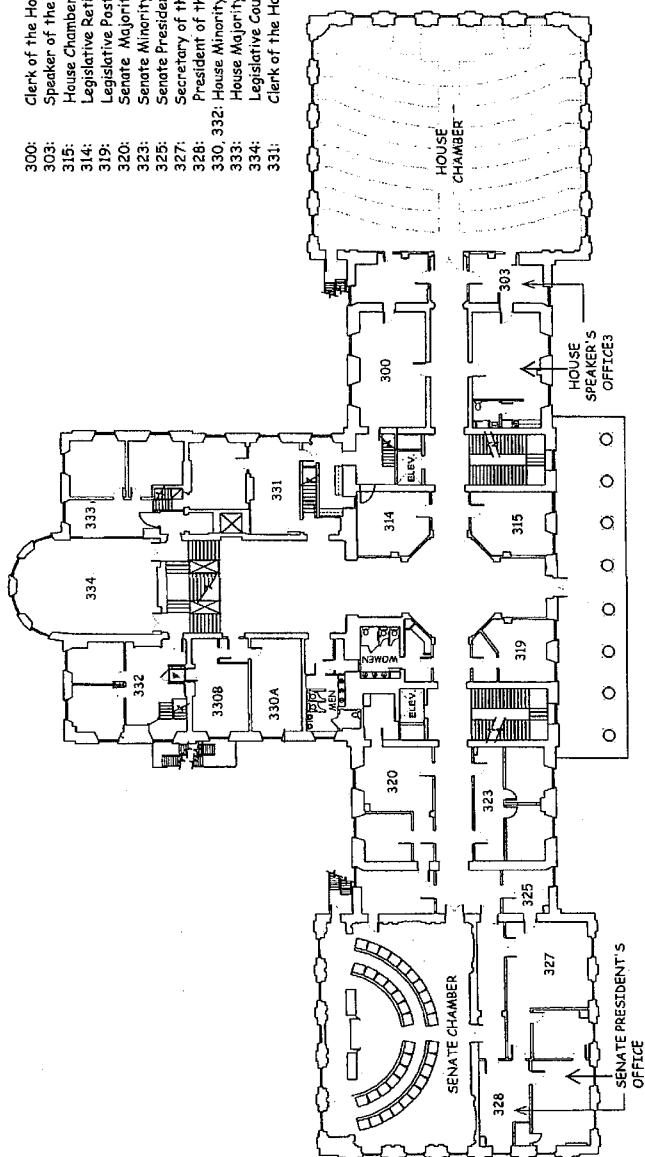 300: Clerk of the Ho
303: Speaker of the
315: House Chamber
314: Legislative Reti
319: Legislative Post
320: Senate Majorit
323: Senate Minority
325: Senate Presiden
327: Secretary of th
328: President of th
330, 332: House Minority
333: House Majority
334: Legislative Cou
331: Clerk of the Ho
334
332
333
330B
330A
331
MEN
WOMEN
ELEV.
ELEV.
320
314
300
HOUSE
CHAMBER
SENATE CHAMBER
328
327
325
323
319
315
303
SENATE PRESIDENT'S
OFFICE
HOUSE
SPEAKER'S
OFFICE3